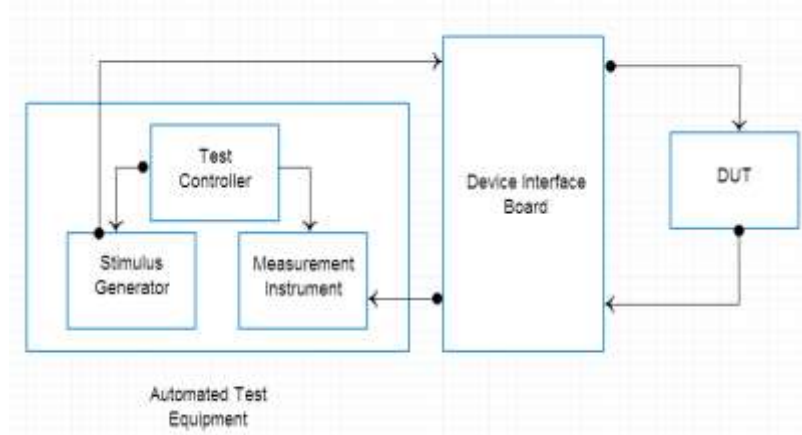 Test
Controller
Stimulus
Generator
Measurement
Instrument
Device Interface
Board
DUT
Automated Test
Equipment